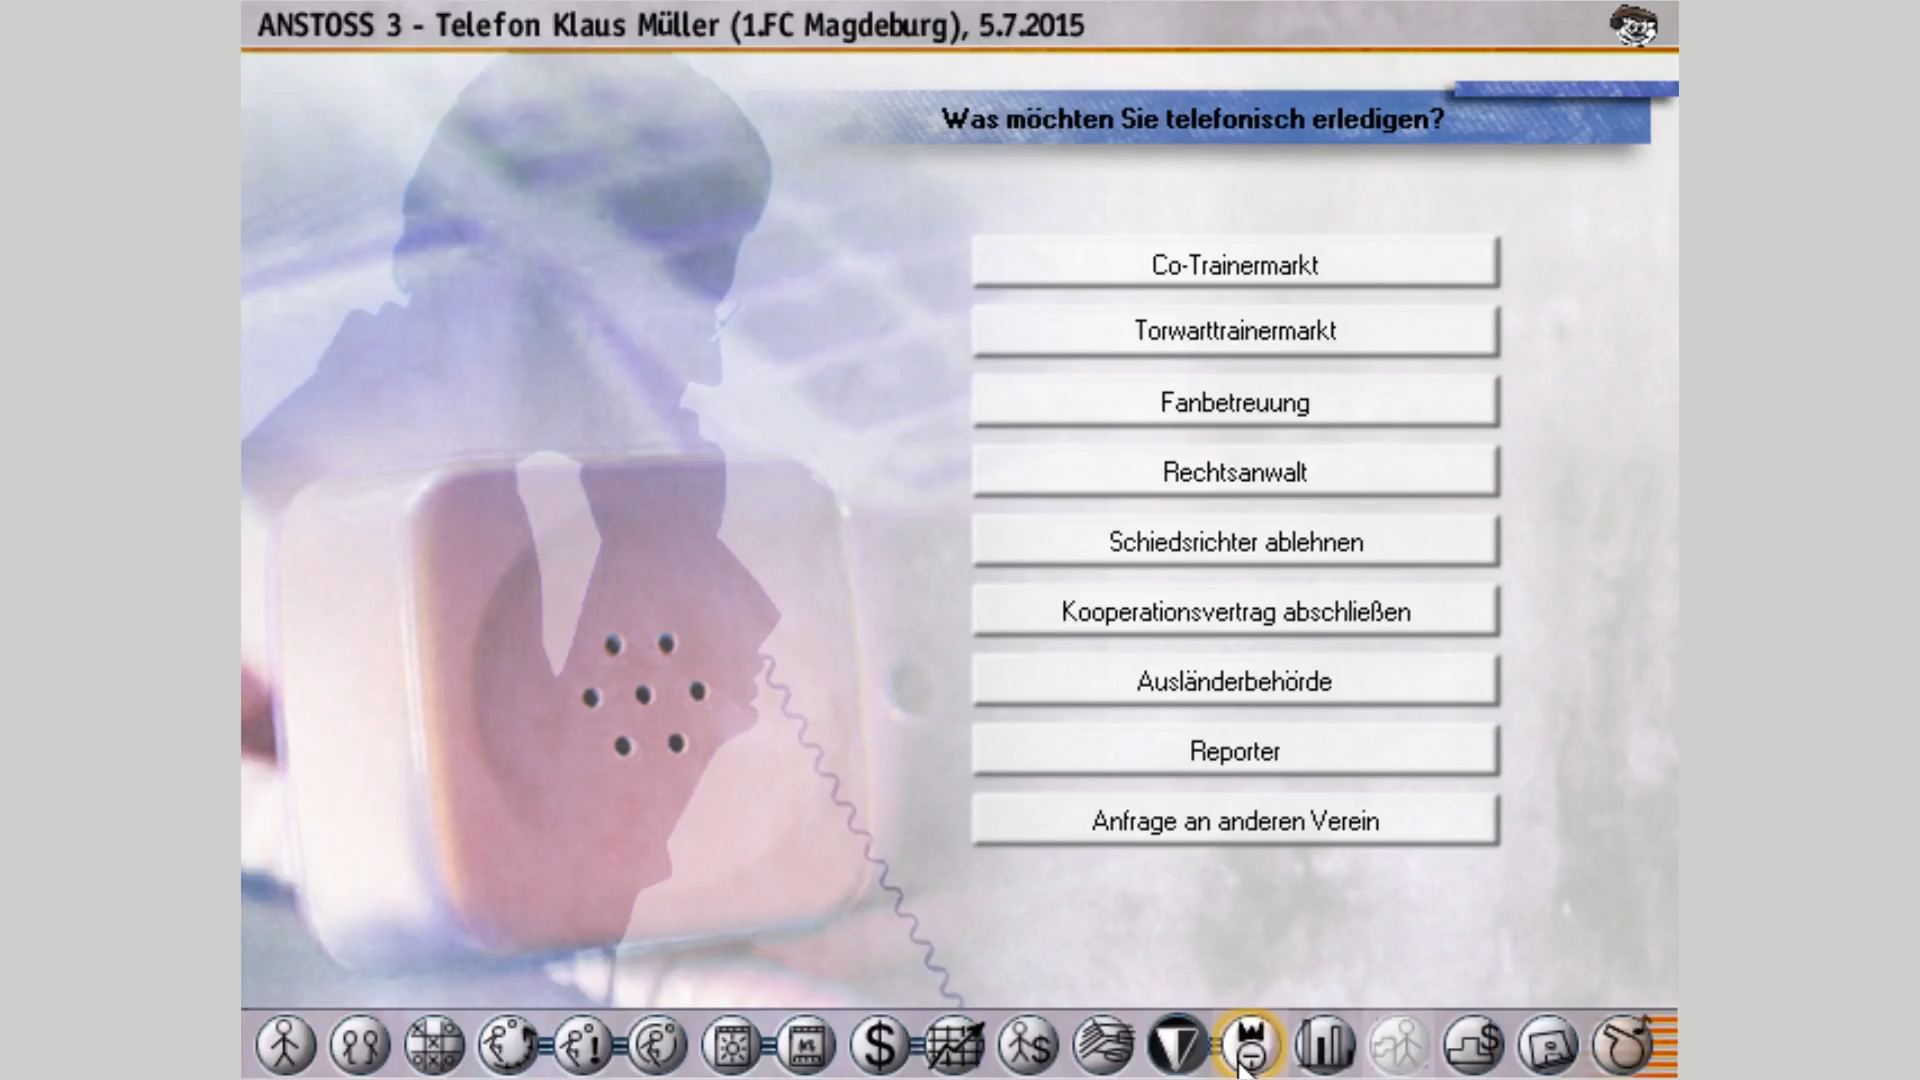 ANSTOSS 3 - Telefon Klaus Müller (1.FC Magdeburg), 5.7.2015
Was möchten Sie telefonisch erledigen?
Co-Trainermarkt
Torwarttrainermarkt
Fanbetreuung
Rechtsanwalt
Schiedsrichter ablehnen
Kooperationsvertrag abschließen
Ausländerbehörde
Reporter
Anfrage an anderen Verein